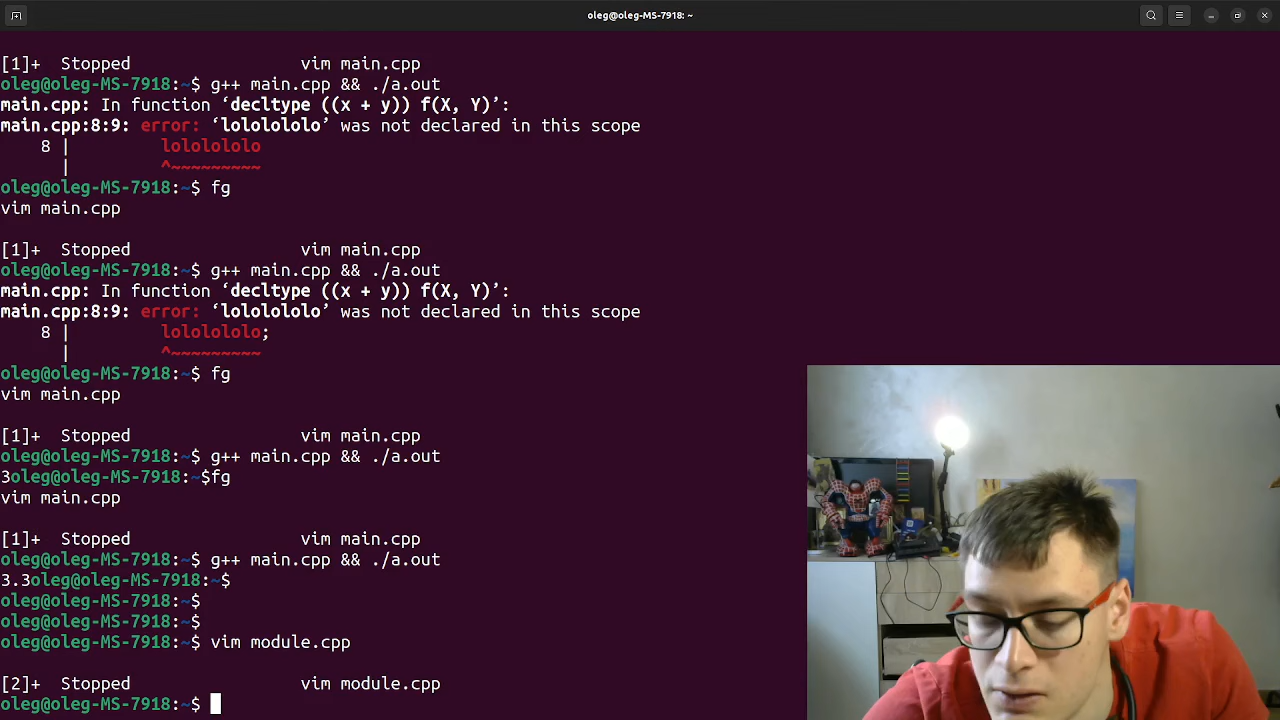 oleg@oleg-MS-7918: ~
[1]+  Stopped                 vim main.cpp
oleg@oleg-MS-7918:~$ g++ main.cpp && ./a.out
main.cpp: In function ‘decltype ((x + y)) f(X, Y)’:
main.cpp:8:9: error: ‘lolololololo’ was not declared in this scope
    8 |         lolololololo
      |         ^~~~~~~~~~
oleg@oleg-MS-7918:~$ fg
vim main.cpp
[1]+  Stopped                 vim main.cpp
oleg@oleg-MS-7918:~$ g++ main.cpp && ./a.out
main.cpp: In function ‘decltype ((x + y)) f(X, Y)’:
main.cpp:8:9: error: ‘lolololololo’ was not declared in this scope
    8 |         lolololololo;
      |         ^~~~~~~~~~
oleg@oleg-MS-7918:~$ fg
vim main.cpp
[1]+  Stopped                 vim main.cpp
oleg@oleg-MS-7918:~$ g++ main.cpp && ./a.out
3oleg@oleg-MS-7918:~$fg
vim main.cpp
[1]+  Stopped                 vim main.cpp
oleg@oleg-MS-7918:~$ g++ main.cpp && ./a.out
3.3oleg@oleg-MS-7918:~$
oleg@oleg-MS-7918:~$
oleg@oleg-MS-7918:~$
oleg@oleg-MS-7918:~$ vim module.cpp
[2]+  Stopped                 vim module.cpp
oleg@oleg-MS-7918:~$